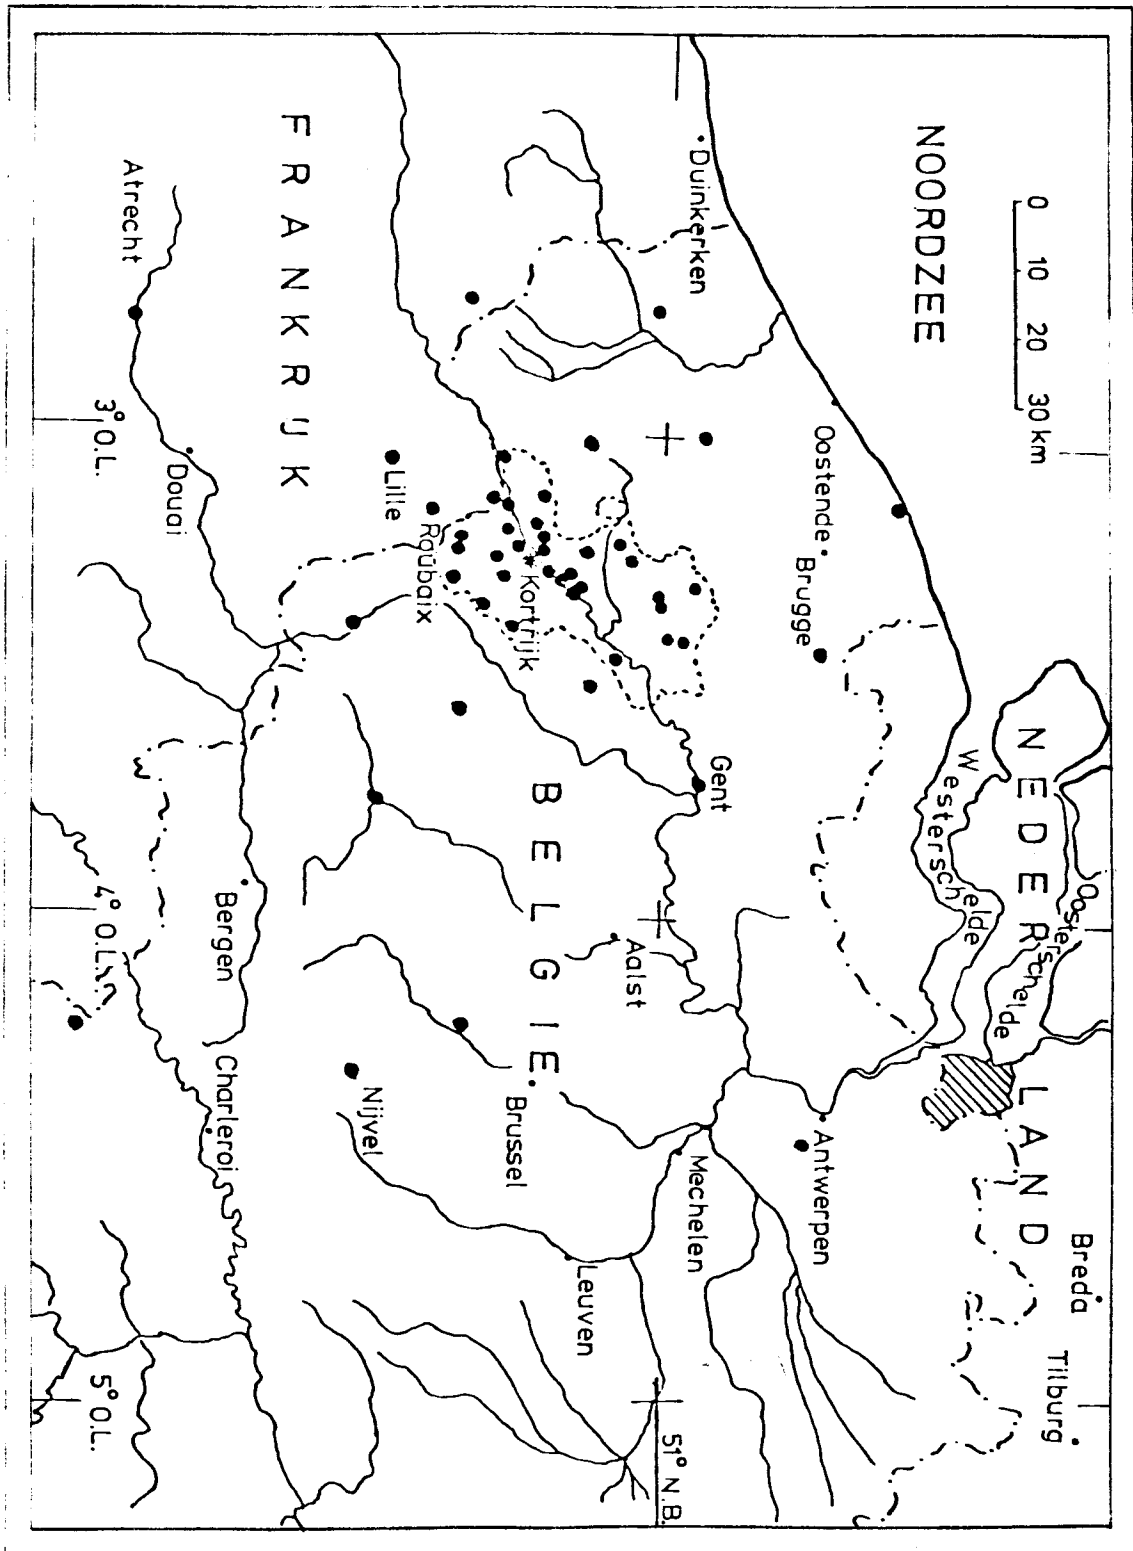 NOORDZEE
0 10 20 30 km
NEDERLAND
Westerschelde
Oosterschelde
Breda
Tilburg
Duinkerken
Oostende
Brugge
Antwerpen
Gent
Mechelen
51° N.B.
Aalst
BELGIE
Kortrijk
Brussel
Leuven
Roubaix
Lille
Nijvel
FRANKRIJK
Douai
Bergen
Charleroi
Atrecht
3° O.L.
4° O.L.
5° O.L.